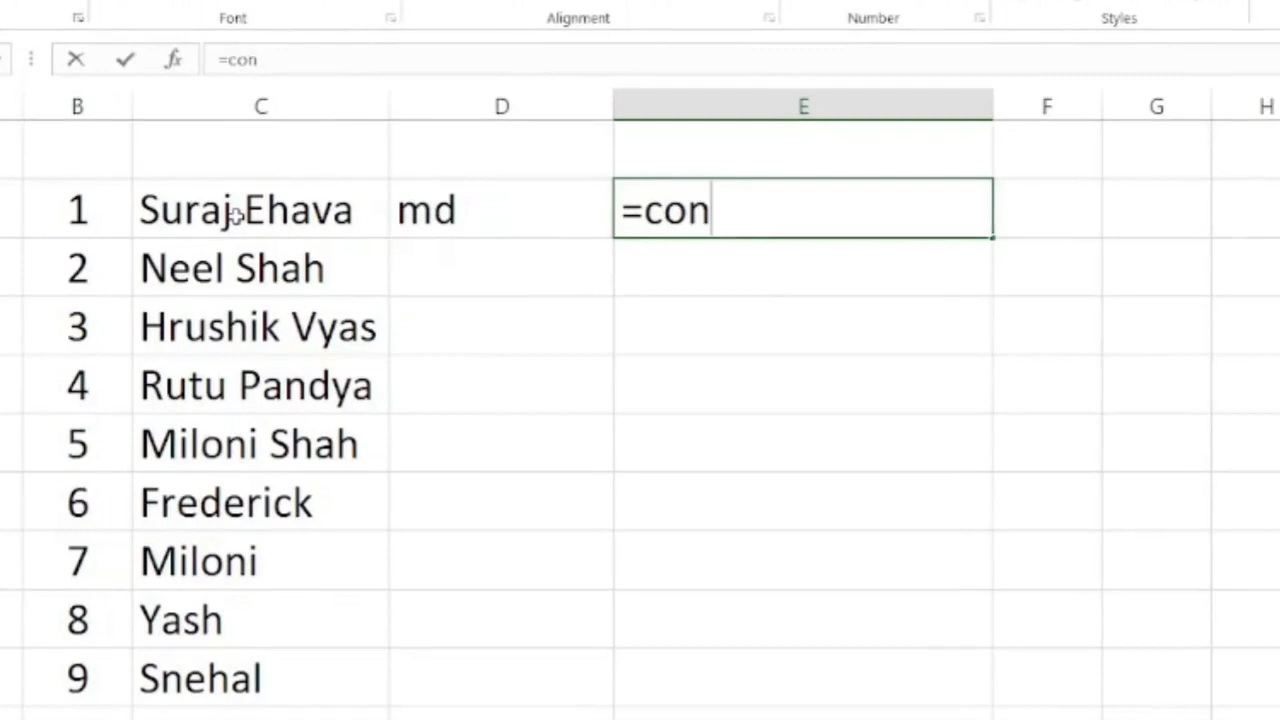 Font Alignment Number Styles
fx =con
B C D E F G H
1 Suraj Ehava md =con
2 Neel Shah
3 Hrushik Vyas
4 Rutu Pandya
5 Miloni Shah
6 Frederick
7 Miloni
8 Yash
9 Snehal